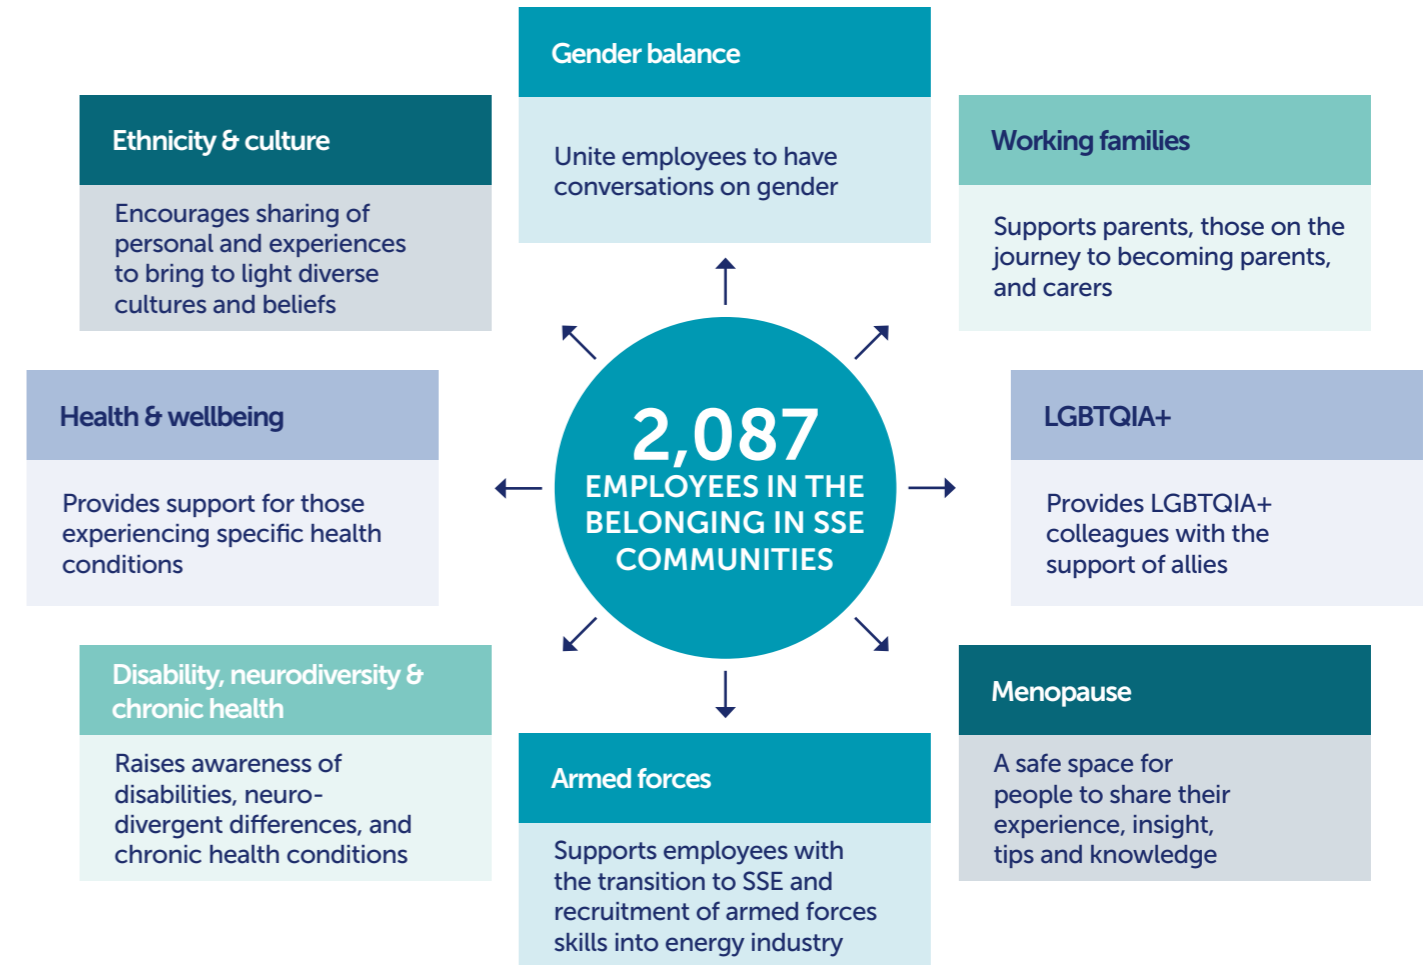 Gender balance
Unite employees to have
conversations on gender
Ethnicity & culture
Encourages sharing of
personal and experiences
to bring to light diverse
cultures and beliefs
Working families
Supports parents, those on the
journey to becoming parents,
and carers
Health & wellbeing
Provides support for those
experiencing specific health
conditions
2,087
EMPLOYEES IN THE
BELONGING IN SSE
COMMUNITIES
LGBTQIA+
Provides LGBTQIA+
colleagues with the
support of allies
Disability, neurodiversity &
chronic health
Raises awareness of
disabilities, neuro-
divergent differences, and
chronic health conditions
Armed forces
Supports employees with
the transition to SSE and
recruitment of armed forces
skills into energy industry
Menopause
A safe space for
people to share their
experience, insight,
tips and knowledge